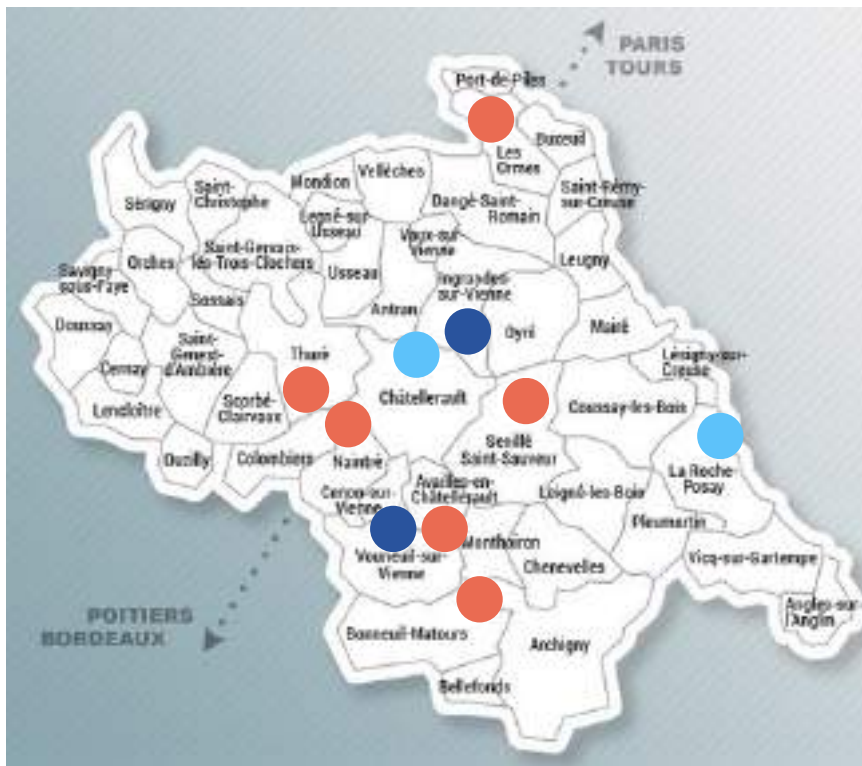 PARIS
TOURS
Port-de-Piles
Les
Ormes
Buxeuil
Saint-Rémy-
sur-Creuse
Mondion
Vellèches
Dangé-Saint-
Romain
Saint-
Christophe
Sérigny
Leigné-sur-
Usseau
Vaux-sur-
Vienne
Saint-Gervais-
lès-Trois-Clochers
Orches
Leugny
Savigny-
sous-Faye
Usseau
Ingrandes-
sur-Vienne
Sossais
Antran
Doussay
Oyré
Mairé
Saint-
Genest-
d'Ambière
Thuré
Lésigny-sur-
Creuse
Cernay
Châtellerault
Scorbé-
Clairvaux
Coussay-les-Bois
Lencloître
Senillé
Saint-Sauveur
Ouzilly
Colombiers
Naintré
La Roche-
Posay
Availles-en-
Châtellerault
Cenon-sur-
Vienne
Leigné-les-Bois
Pleumartin
Monthoiron
Vouneuil-sur-
Vienne
Chenevelles
Vicq-sur-Gartempe
Angles-sur-
l'Anglin
POITIERS
BORDEAUX
Bonneuil-Matours
Archigny
Bellefonds